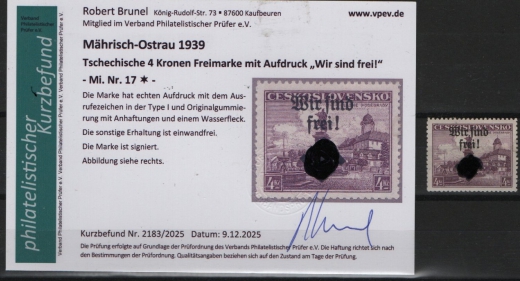 Robert Brunel König-Rudolf-Str. 73 • 87600 Kaufbeuren www.vpev.de
Mitglied im Verband Philatelistischer Prüfer e.V.
Mährisch-Ostrau 1939
Tschechische 4 Kronen Freimarke mit Aufdruck „Wir sind frei!“
- Mi. Nr. 17 ✶ -
Die Marke hat echten Aufdruck mit dem Aus-
rufezeichen in der Type I und Originalgummie-
rung mit Anhaftungen und einem Wasserfleck.
Die sonstige Erhaltung ist einwandfrei.
Die Marke ist signiert.
Abbildung siehe rechts.
Kurzbefund Nr. 2183/2025 Datum: 9.12.2025
Die Prüfung erfolgte auf Grundlage der Prüfordnung des Verbands Philatelistischer Prüfer e.V. Die Haftung richtet sich nach
den Bestimmungen der Prüfordnung. Qualitätsangaben beziehen sich auf den Zustand am Tage der Prüfung.
philatelistischer
Kurzbefund
Verband
Philatelistischer
Prüfer e.V.
ČESKOSLOVENSKO
Wir sind
frei!
4
Wir sind
frei!